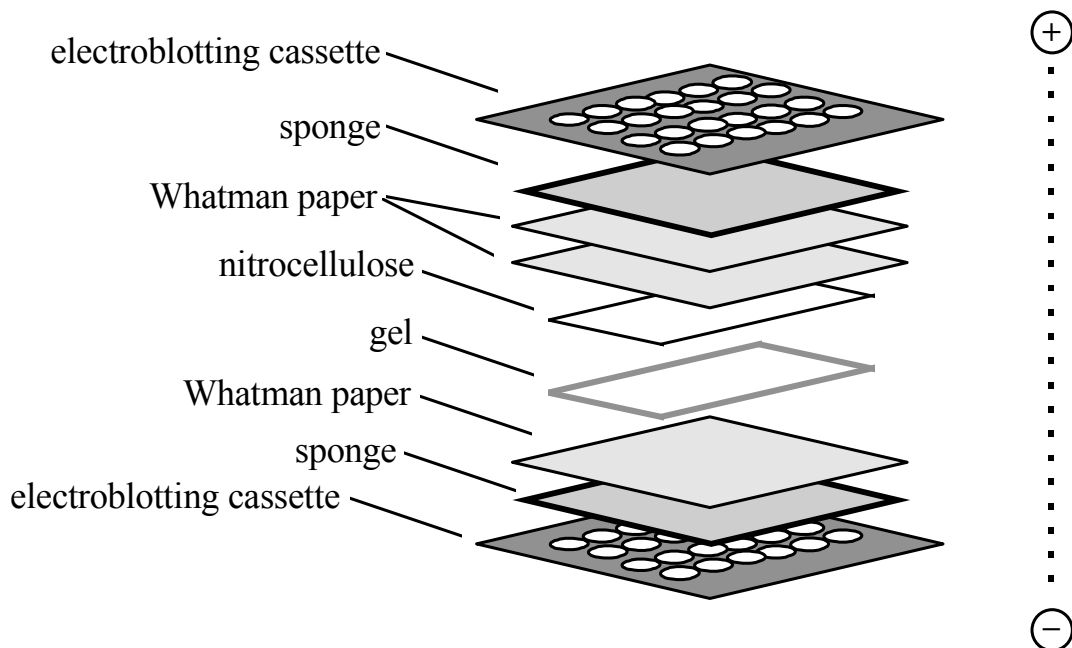 +
electroblotting cassette
sponge
Whatman paper
nitrocellulose
gel
Whatman paper
sponge
electroblotting cassette
−